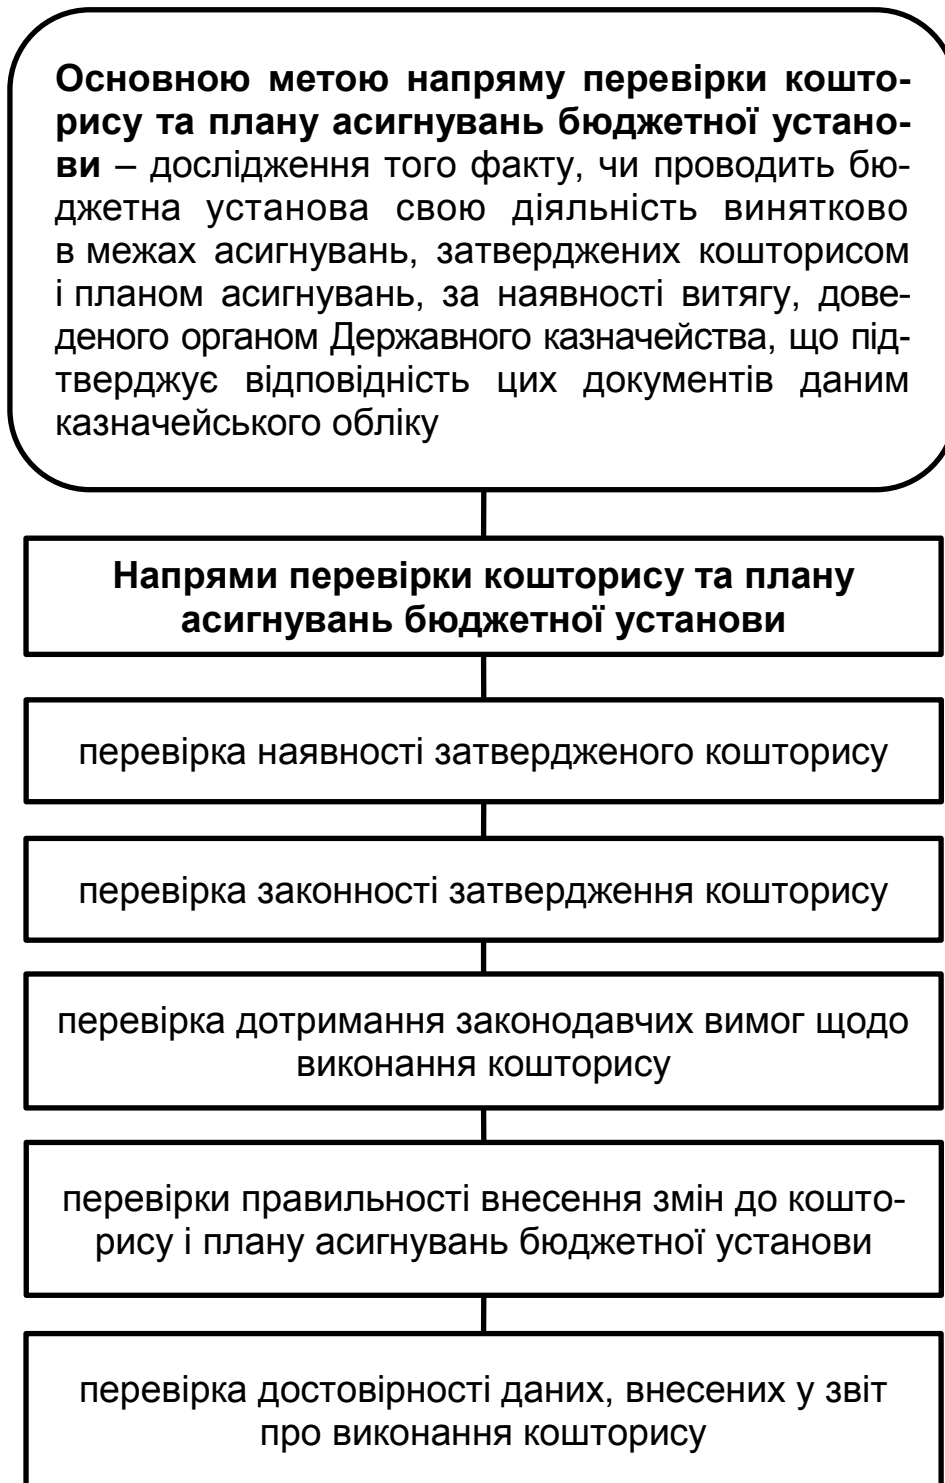 Основною метою напряму перевірки кошто-
рису та плану асигнувань бюджетної устано-
ви – дослідження того факту, чи проводить бю-
джетна установа свою діяльність винятково
в межах асигнувань, затверджених кошторисом
і планом асигнувань, за наявності витягу, дове-
деного органом Державного казначейства, що під-
тверджує відповідність цих документів даним
казначейського обліку
Напрями перевірки кошторису та плану
асигнувань бюджетної установи
перевірка наявності затвердженого кошторису
перевірка законності затвердження кошторису
перевірка дотримання законодавчих вимог щодо
виконання кошторису
перевірки правильності внесення змін до кошто-
рису і плану асигнувань бюджетної установи
перевірка достовірності даних, внесених у звіт
про виконання кошторису